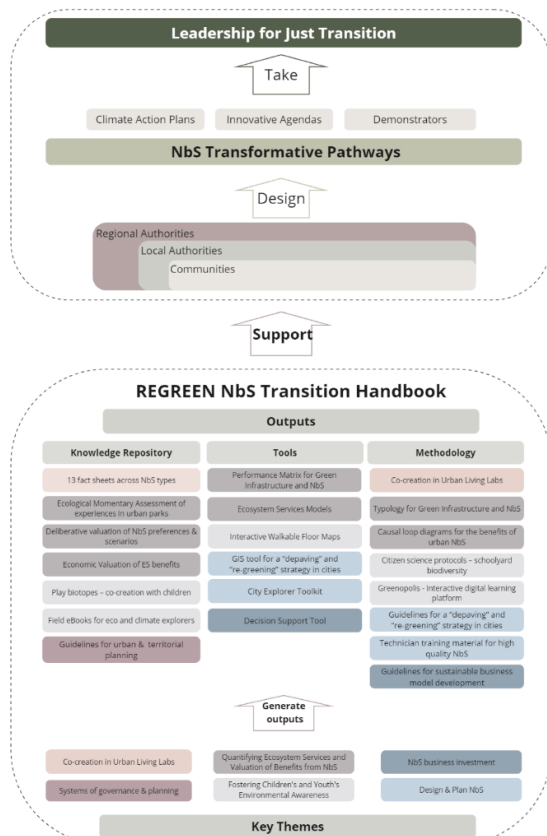 Leadership for Just Transition
Take
Climate Action Plans
Innovative Agendas
Demonstrators
NbS Transformative Pathways
Design
Regional Authorities
Local Authorities
Communities
Support
REGREEN NbS Transition Handbook
Outputs
Knowledge Repository
13 fact sheets across NbS types
Ecological Momentary Assessment of
experiences in urban parks
Deliberative valuation of NbS preferences &
scenarios
Economic Valuation of ES benefits
Play biotopes – co-creation with children
Field eBooks for eco and climate explorers
Guidelines for urban & territorial
planning
Tools
Performance Matrix for Green
Infrastructure and NbS
Ecosystem Services Models
Interactive Walkable Floor Maps
GIS tool for a "depaving" and
"re-greening" strategy in cities
City Explorer Toolkit
Decision Support Tool
Methodology
Co-creation in Urban Living Labs
Typology for Green Infrastructure and NbS
Causal loop diagrams for the benefits of
urban NbS
Citizen science protocols – schoolyard
biodiversity
Greenopolis - Interactive digital learning
platform
Guidelines for a "depaving" and
"re-greening" strategy in cities
Technician training material for high
quality NbS
Guidelines for sustainable business
model development
Generate
outputs
Co-creation in Urban Living Labs
Quantifying Ecosystem Services and
Valuation of Benefits from NbS
NbS business investment
Systems of governance & planning
Fostering Children's and Youth's
Environmental Awareness
Design & Plan NbS
Key Themes